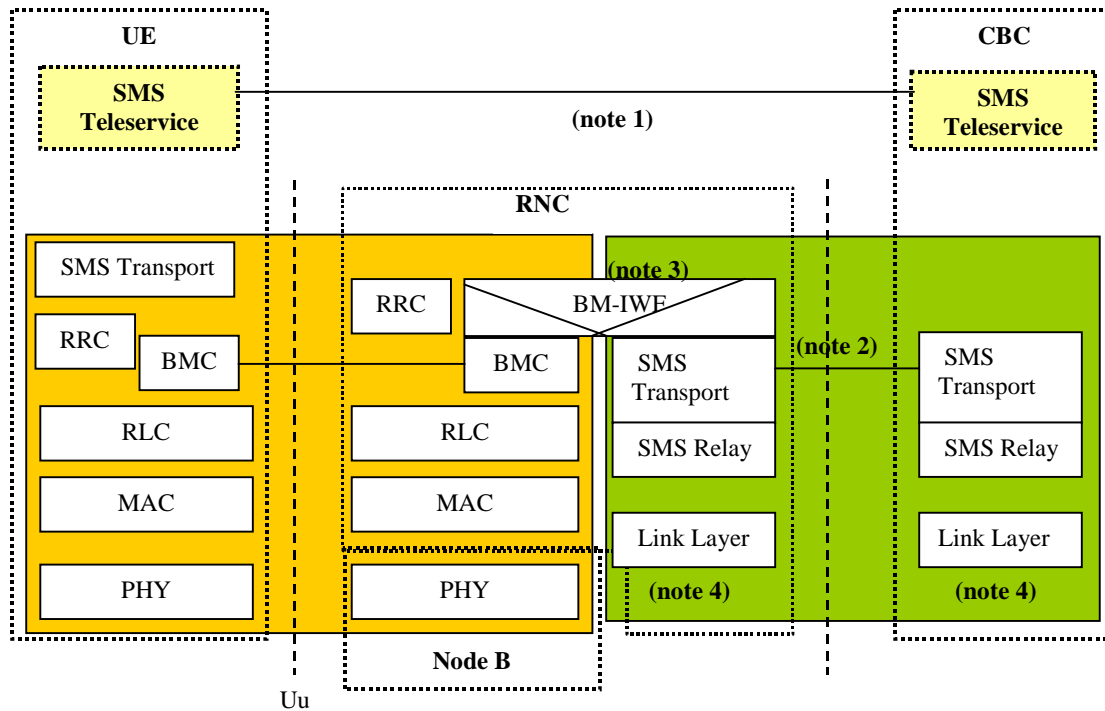 UE
CBC
SMS
Teleservice
SMS
Teleservice
(note 1)
RNC
SMS Transport
(note 3)
RRC
BM-IWF
RRC
BMC
BMC
SMS
Transport
(note 2)
SMS
Transport
RLC
RLC
SMS Relay
SMS Relay
MAC
MAC
Link Layer
Link Layer
PHY
PHY
(note 4)
(note 4)
Node B
Uu